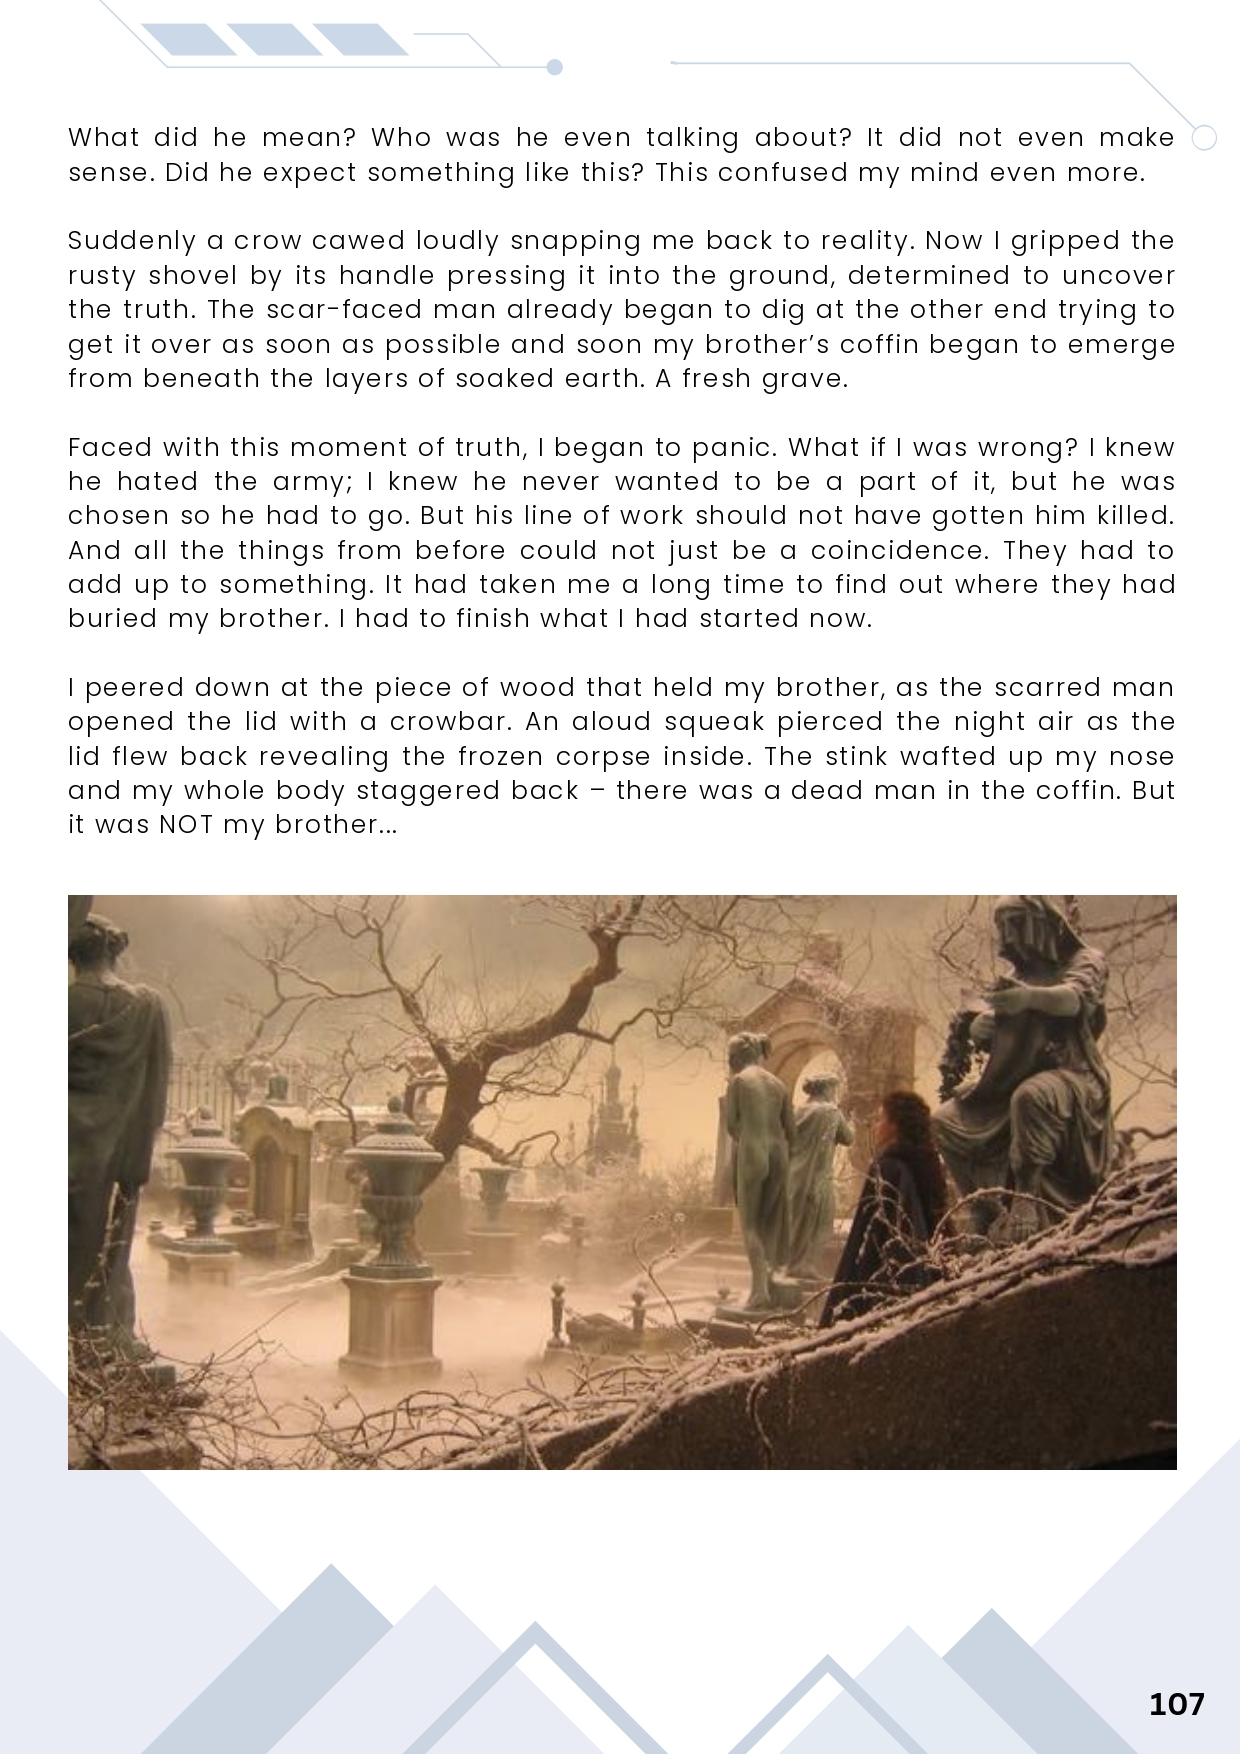 What did he mean? Who was he even talking about? It did not even make
sense. Did he expect something like this? This confused my mind even more.
Suddenly a crow cawed loudly snapping me back to reality. Now I gripped the
rusty shovel by its handle pressing it into the ground, determined to uncover
the truth. The scar-faced man already began to dig at the other end trying to
get it over as soon as possible and soon my brother’s coffin began to emerge
from beneath the layers of soaked earth. A fresh grave.
Faced with this moment of truth, I began to panic. What if I was wrong? I knew
he hated the army; I knew he never wanted to be a part of it, but he was
chosen so he had to go. But his line of work should not have gotten him killed.
And all the things from before could not just be a coincidence. They had to
add up to something. It had taken me a long time to find out where they had
buried my brother. I had to finish what I had started now.
I peered down at the piece of wood that held my brother, as the scarred man
opened the lid with a crowbar. An aloud squeak pierced the night air as the
lid flew back revealing the frozen corpse inside. The stink wafted up my nose
and my whole body staggered back – there was a dead man in the coffin. But
it was NOT my brother...
107